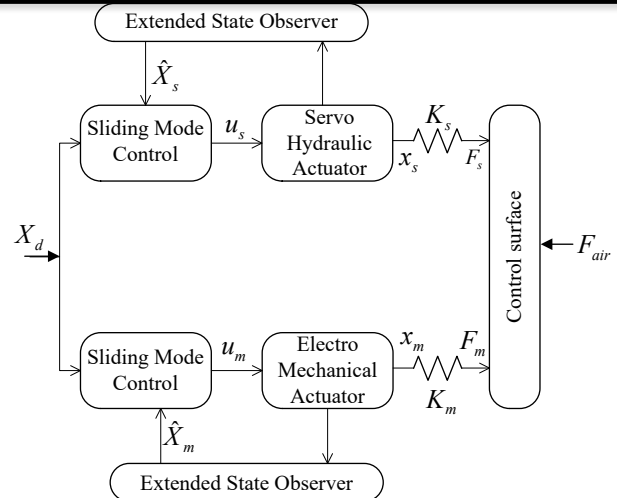 Extended State Observer
X̂s
Sliding Mode
Control
us
Servo
Hydraulic
Actuator
Ks
xs
Fs
Xd
Control surface
Fair
Sliding Mode
Control
um
Electro
Mechanical
Actuator
xm
Fm
Km
X̂m
Extended State Observer